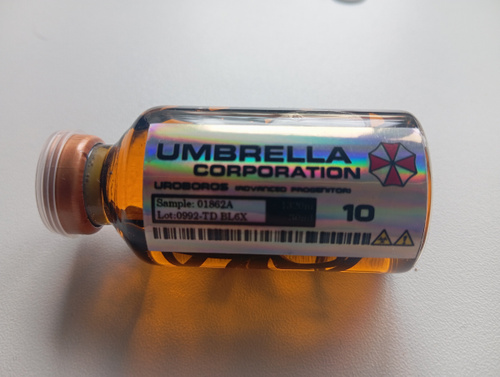 UMBRELLA
CORPORATION
UROBOROS (ADVANCED PROGENITOR)
Sample: 01862A
Lot:0992-TD BL6X
10